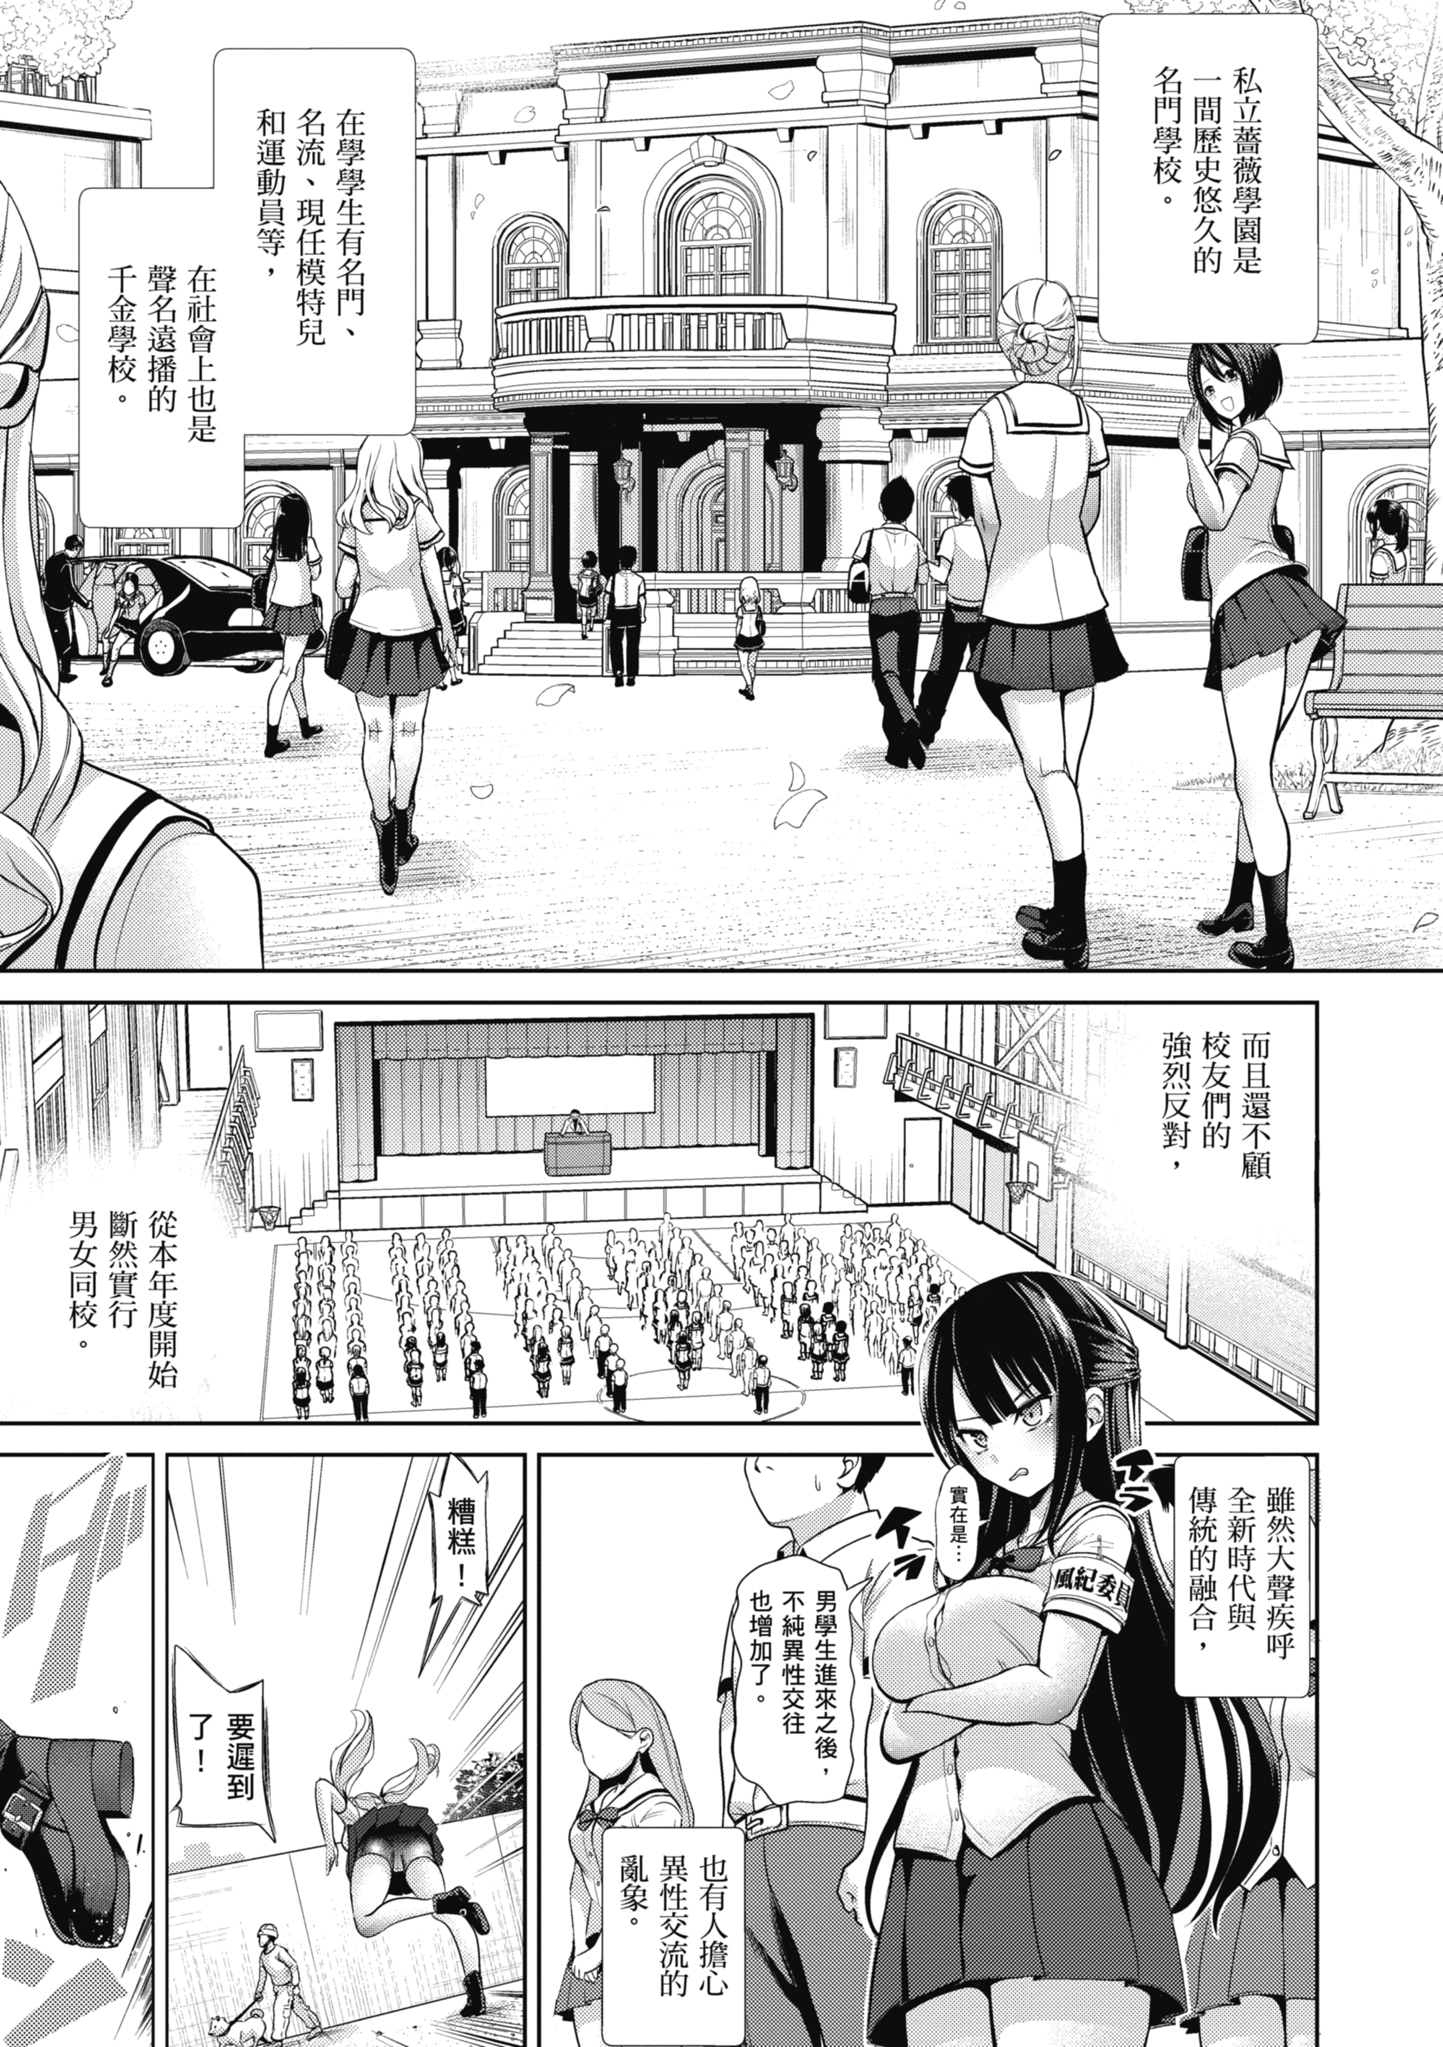 私立薔薇學園是
一間歷史悠久的
名門學校。
在學學生有名門、
名流、現任模特兒
和運動員等，
在社會上也是
聲名遠播的
千金學校。
而且還不顧
校友們的
強烈反對，
從本年度開始
斷然實行
男女同校。
雖然大聲疾呼
全新時代與
傳統的融合，
實在是…
風紀委員
男學生進來之後，
不純異性交往
也增加了。
也有人擔心
異性交流的
亂象。
糟糕！
要遲到
了！